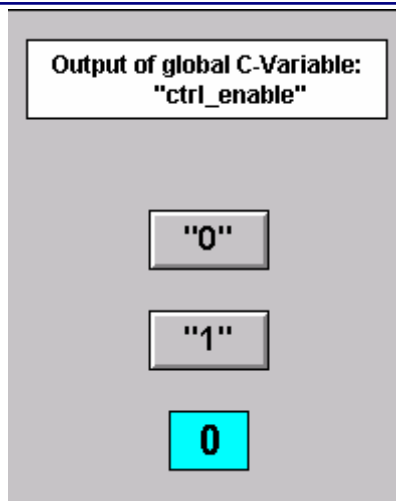 Output of global C-Variable:
"ctrl_enable"
"0"
"1"
0